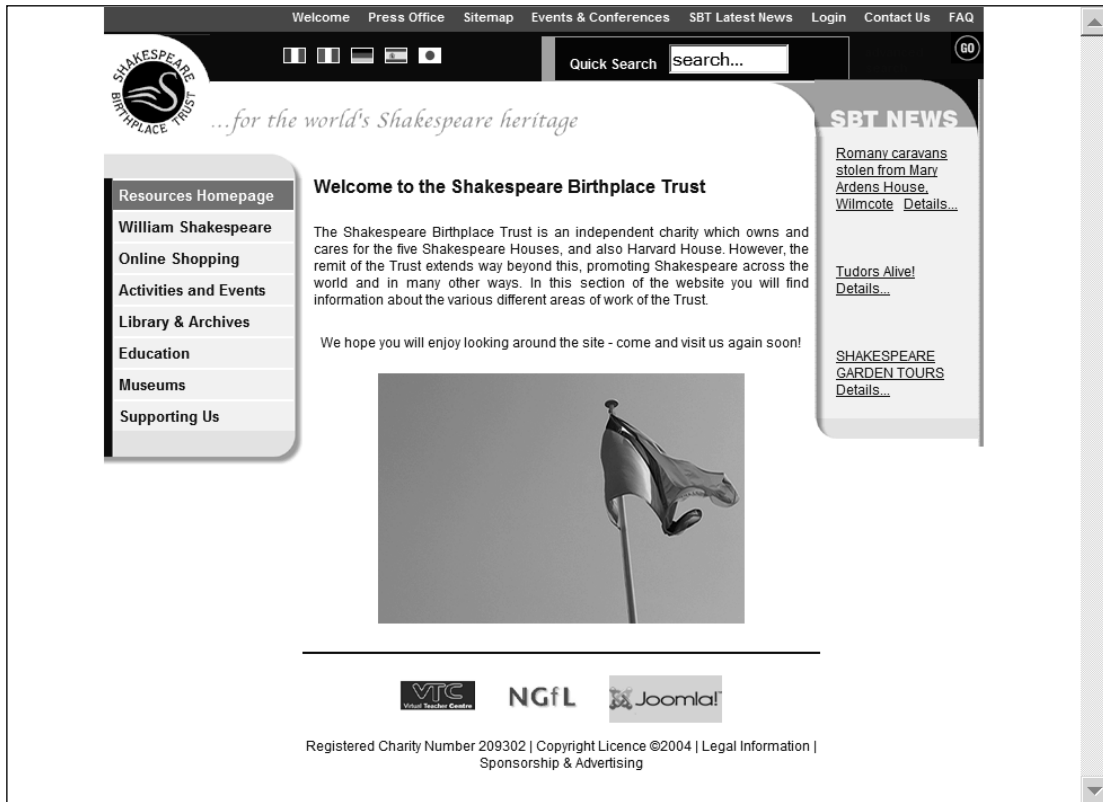 Welcome Press Office Sitemap Events & Conferences SBT Latest News Login Contact Us FAQ
Quick Search search... GO
SHAKESPEARE BIRTHPLACE TRUST
...for the world's Shakespeare heritage
Resources Homepage
William Shakespeare
Online Shopping
Activities and Events
Library & Archives
Education
Museums
Supporting Us
Welcome to the Shakespeare Birthplace Trust
The Shakespeare Birthplace Trust is an independent charity which owns and
cares for the five Shakespeare Houses, and also Harvard House. However, the
remit of the Trust extends way beyond this, promoting Shakespeare across the
world and in many other ways. In this section of the website you will find
information about the various different areas of work of the Trust.
We hope you will enjoy looking around the site - come and visit us again soon!
SBT NEWS
Romany caravans
stolen from Mary
Ardens House,
Wilmcote Details...
Tudors Alive!
Details...
SHAKESPEARE
GARDEN TOURS
Details...
VTC
Virtual Teacher Centre
NGfL
Joomla!
Registered Charity Number 209302 | Copyright Licence ©2004 | Legal Information |
Sponsorship & Advertising